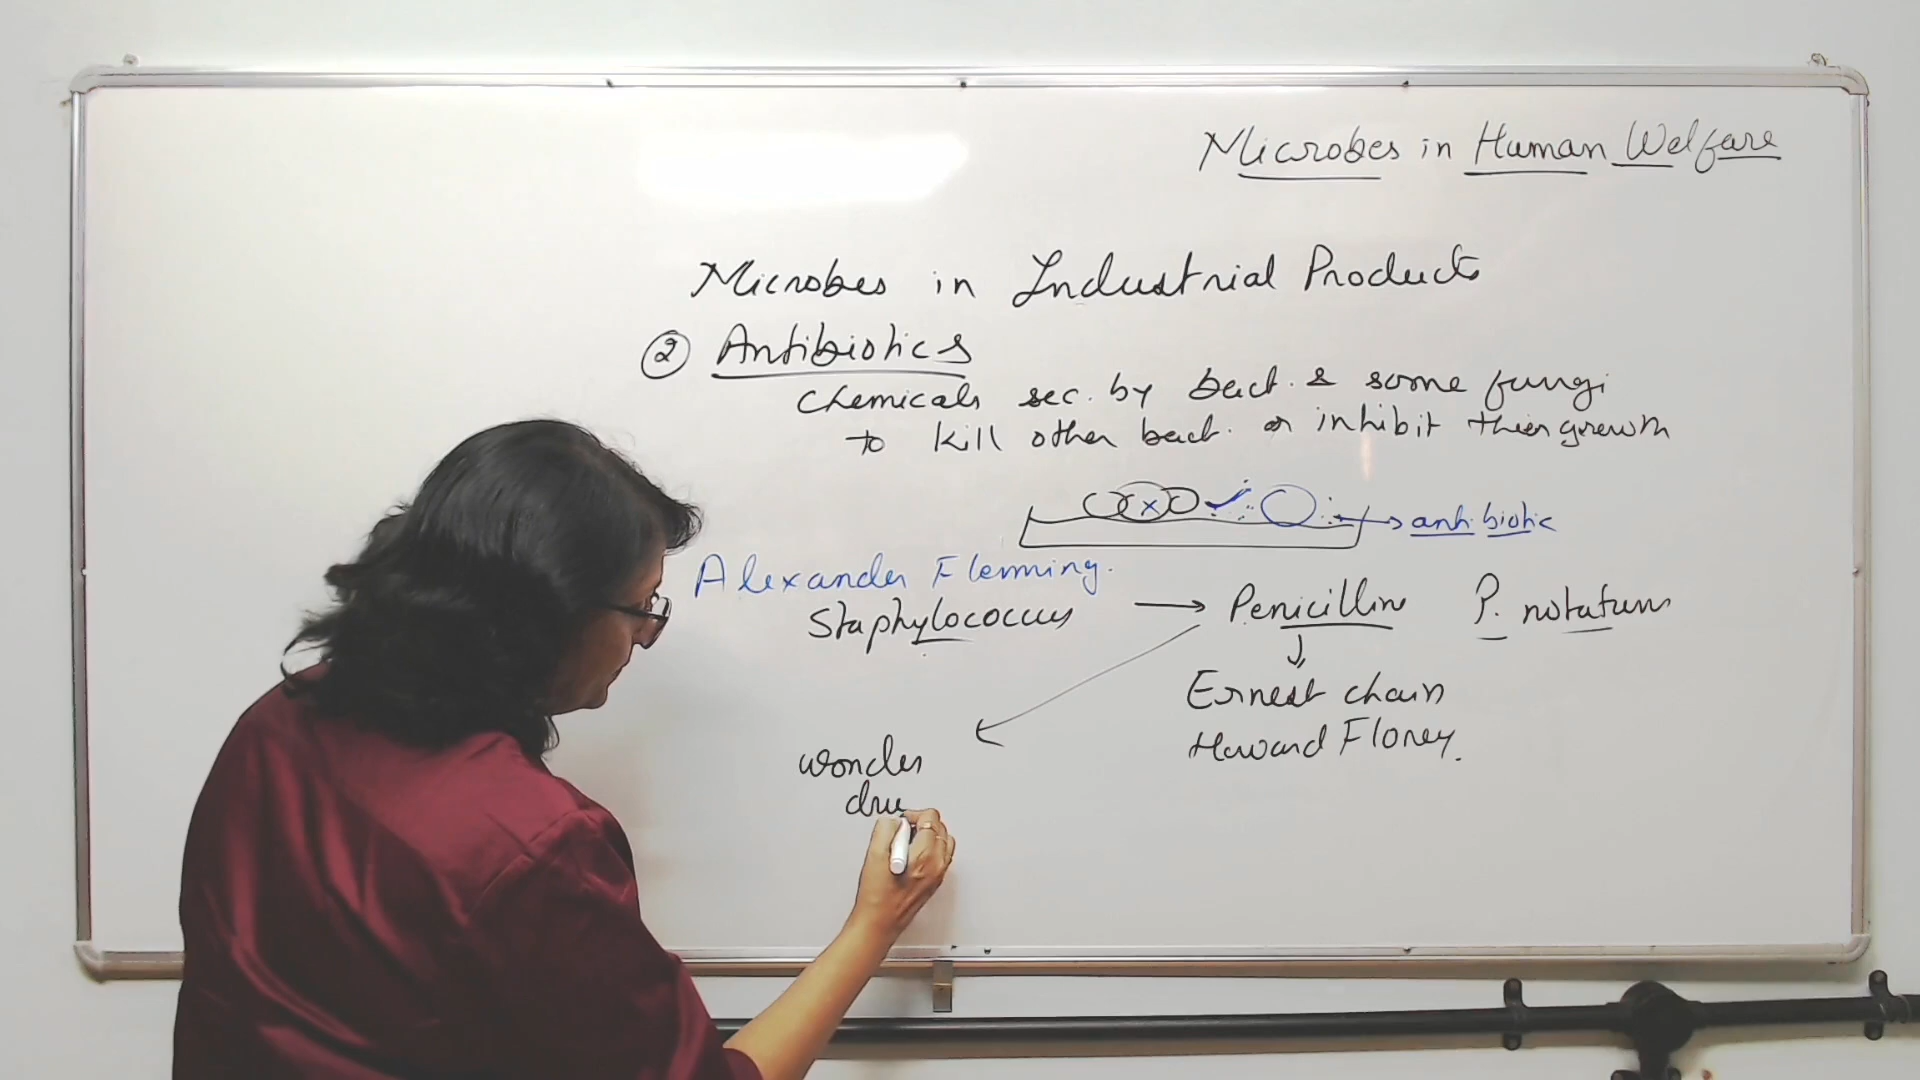 Microbes in Human Welfare
Microbes in Industrial Products
② Antibiotics
Chemicals sec. by bact. & some fungi
to kill other bact. or inhibit their growth
x
→ antibiotic
Alexander Flemming.
Staphylococcus → Penicilline P. notatum
Ernest chain
Howard Florey.
wonder
dru